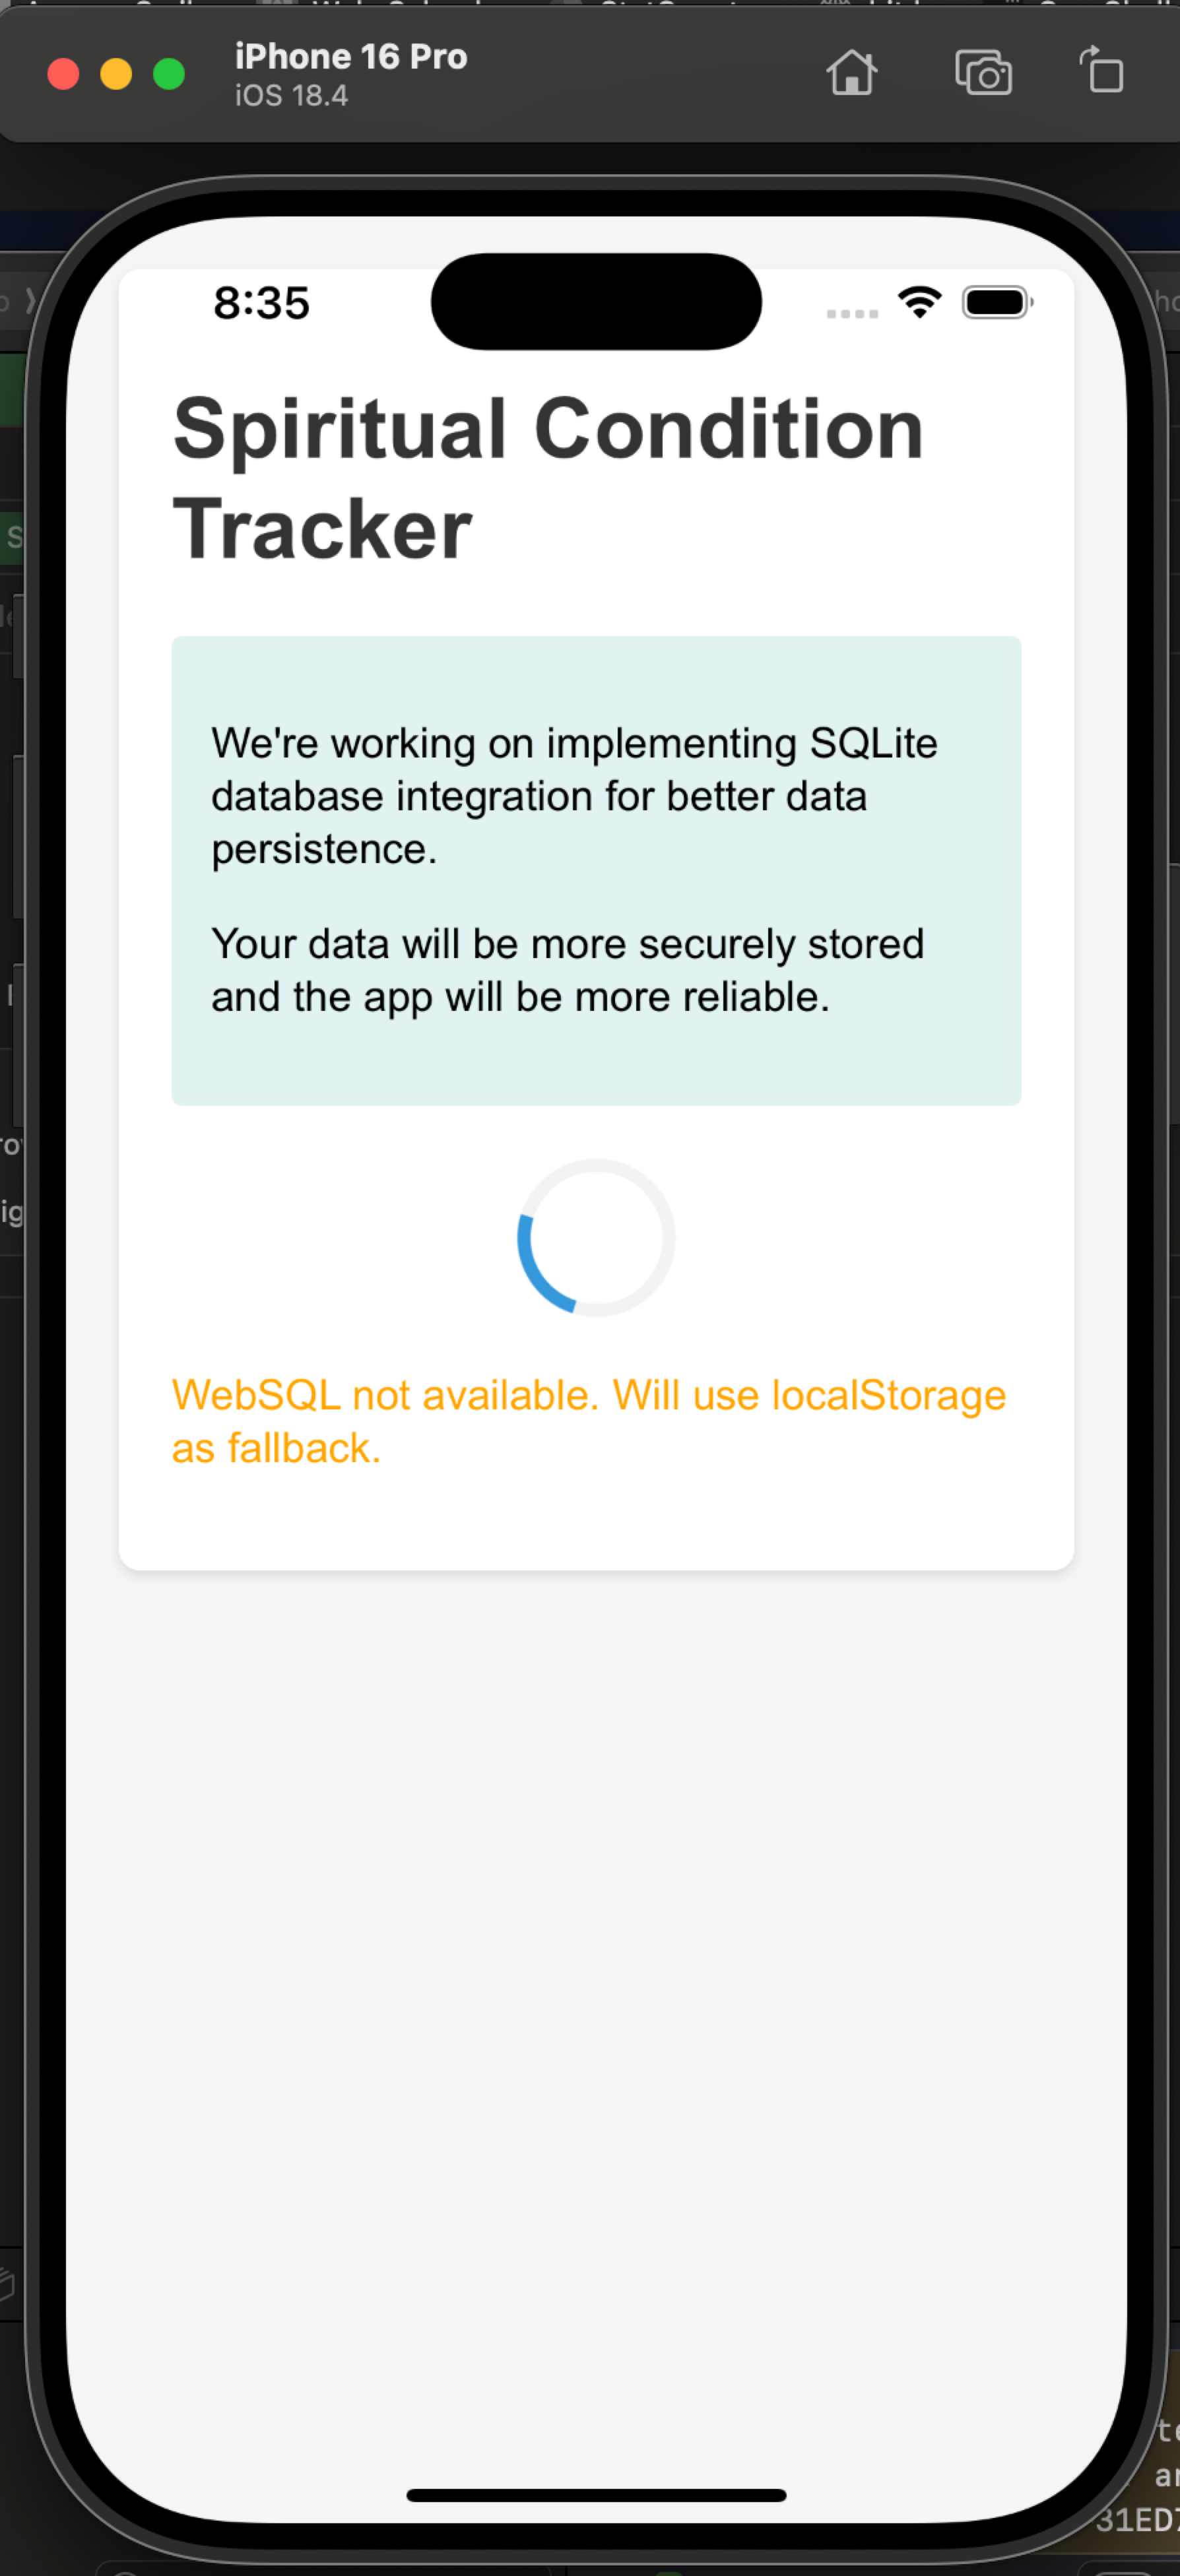 iPhone 16 Pro
iOS 18.4
8:35
Spiritual Condition
Tracker
We're working on implementing SQLite
database integration for better data
persistence.
Your data will be more securely stored
and the app will be more reliable.
WebSQL not available. Will use localStorage
as fallback.
31ED